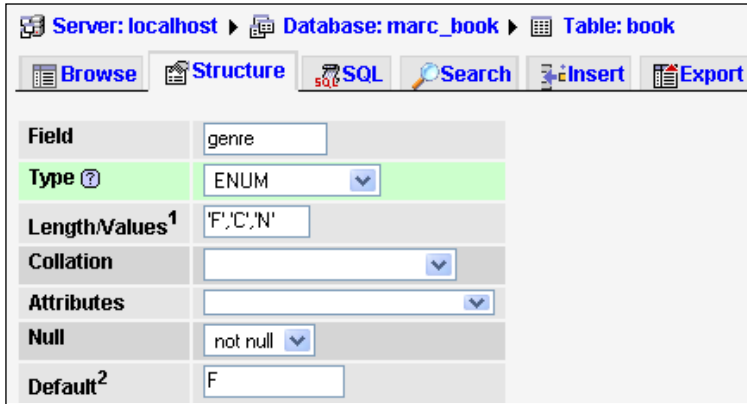 Server: localhost ▸ Database: marc_book ▸ Table: book
Browse Structure SQL Search Insert Export
Field genre
Type ? ENUM
Length/Values1 'F','C','N'
Collation
Attributes
Null not null
Default2 F